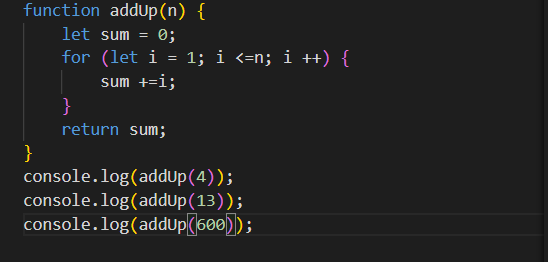 function addUp(n) {
    let sum = 0;
    for (let i = 1; i <=n; i ++) {
        sum +=i;
    }
    return sum;
}
console.log(addUp(4));
console.log(addUp(13));
console.log(addUp(600));